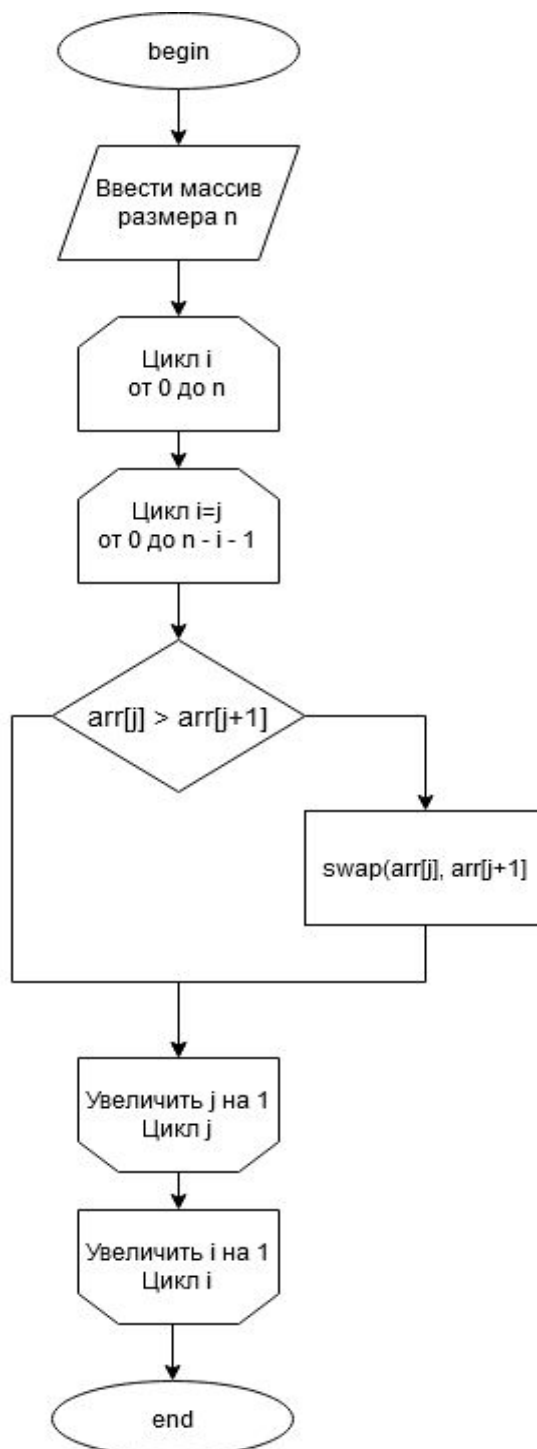 begin
Ввести массив
размера n
Цикл i
от 0 до n
Цикл i=j
от 0 до n - i - 1
arr[j] > arr[j+1]
swap(arr[j], arr[j+1]
Увеличить j на 1
Цикл j
Увеличить i на 1
Цикл i
end